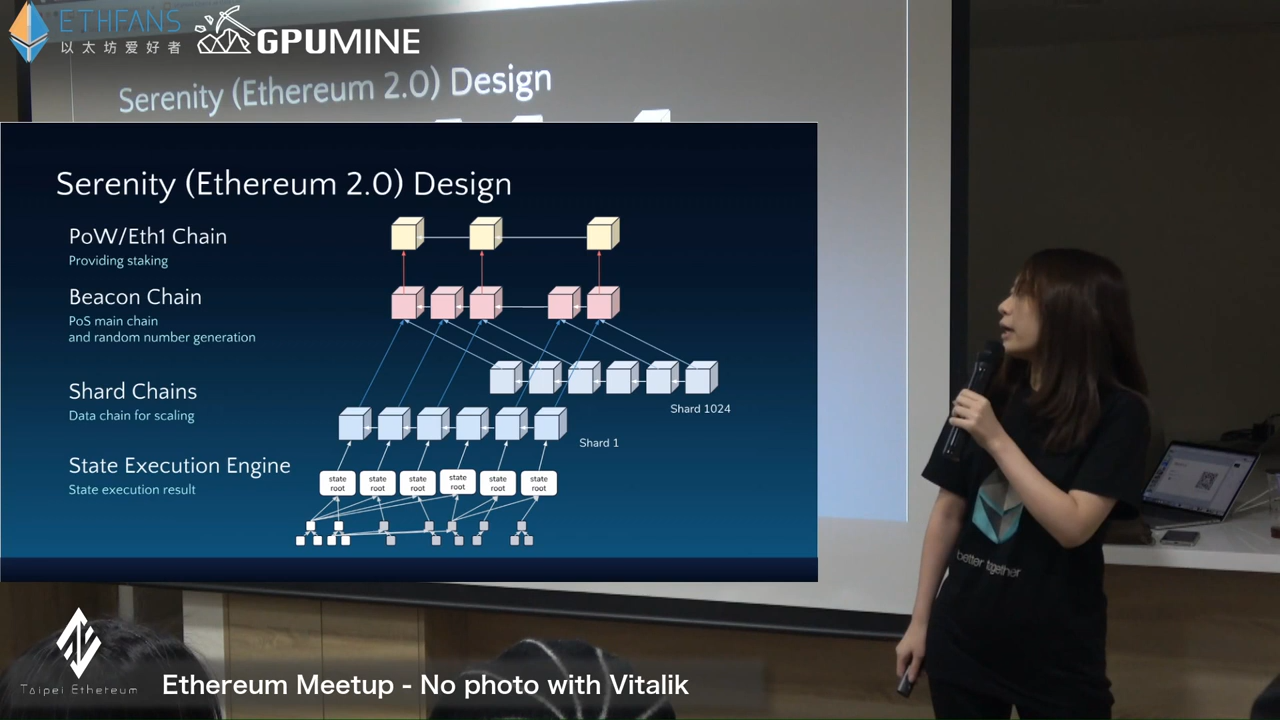 ETHFANS
以太坊爱好者
GPUMINE
Serenity (Ethereum 2.0) Design
Serenity (Ethereum 2.0) Design
PoW/Eth1 Chain
Providing staking
Beacon Chain
PoS main chain
and random number generation
Shard Chains
Data chain for scaling
Shard 1024
Shard 1
State Execution Engine
State execution result
state root
state root
state root
state root
state root
state root
better together
Taipei Ethereum
Ethereum Meetup - No photo with Vitalik